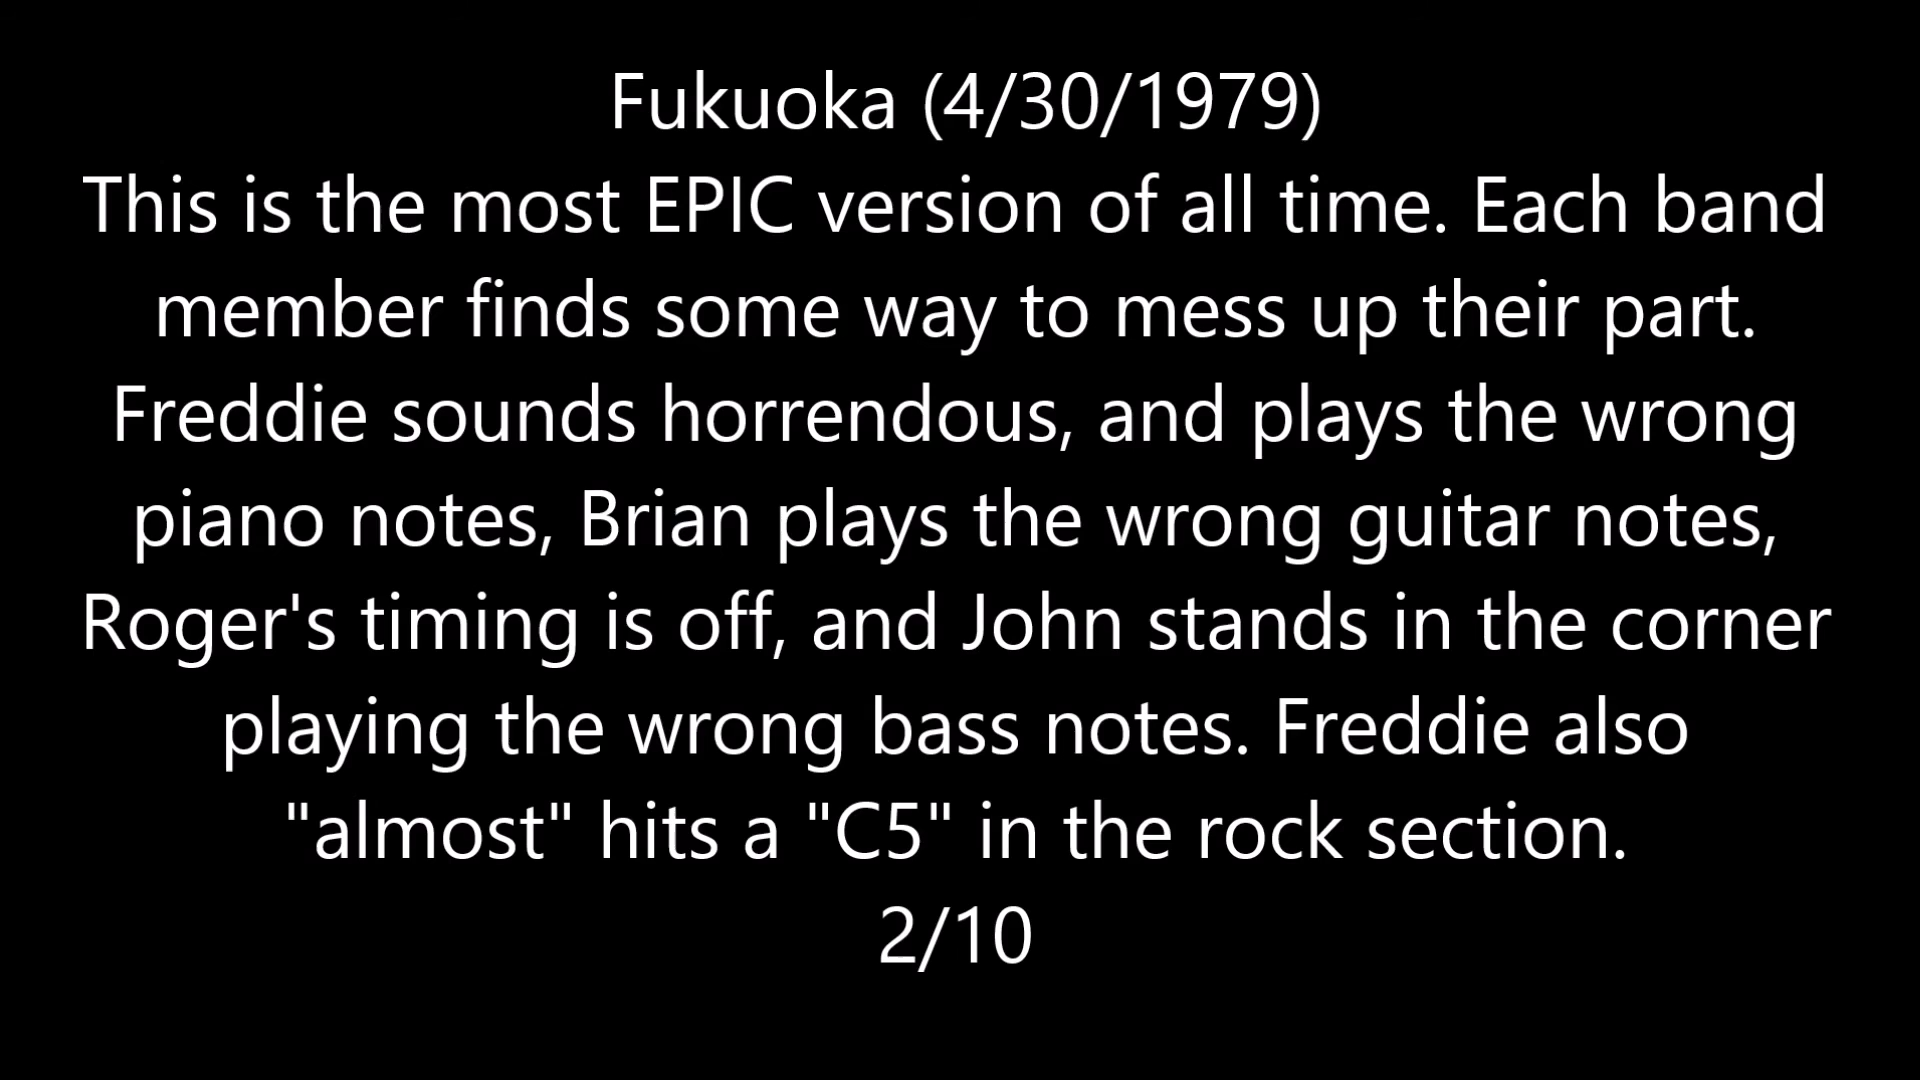 Fukuoka (4/30/1979)
This is the most EPIC version of all time. Each band
member finds some way to mess up their part.
Freddie sounds horrendous, and plays the wrong
piano notes, Brian plays the wrong guitar notes,
Roger's timing is off, and John stands in the corner
playing the wrong bass notes. Freddie also
"almost" hits a "C5" in the rock section.
2/10